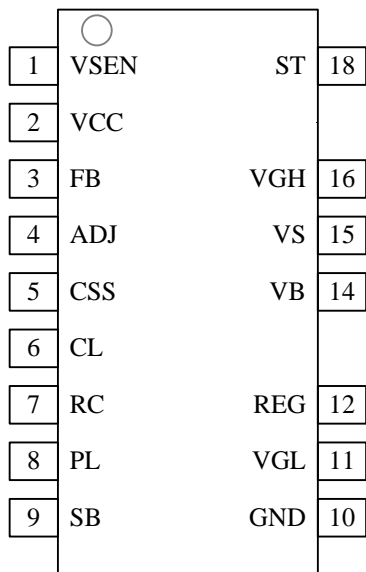 1 VSEN ST 18
2 VCC
3 FB VGH 16
4 ADJ VS 15
5 CSS VB 14
6 CL
7 RC REG 12
8 PL VGL 11
9 SB GND 10